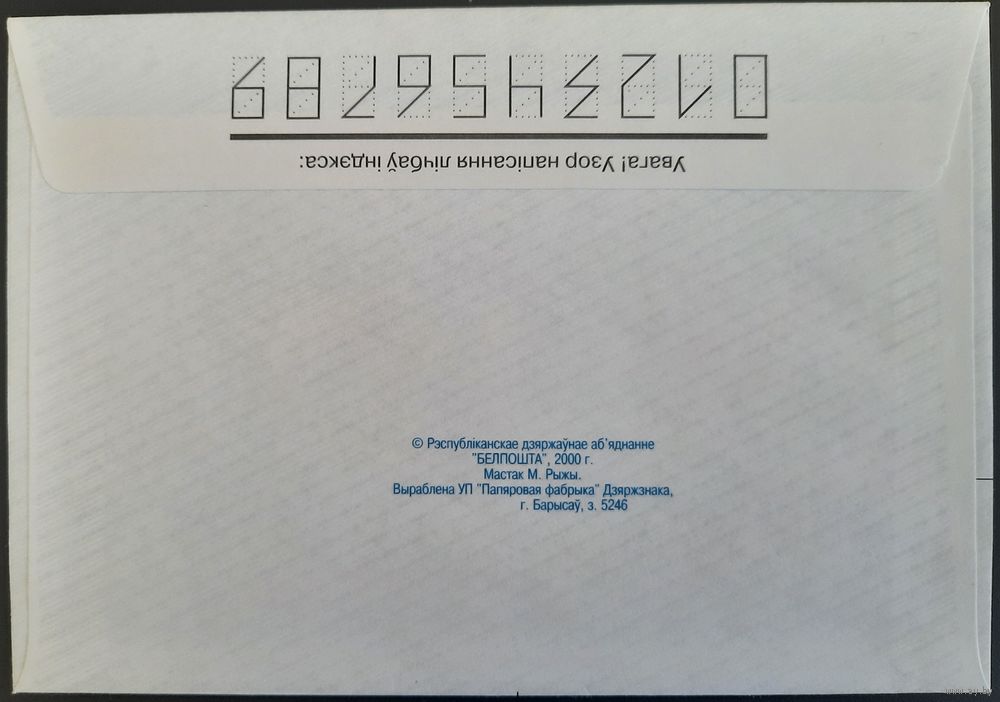 Увага! Узор напісання лічбаў індэкса:
0123456789
© Рэспубліканскае дзяржаўнае аб'яднанне
"БЕЛПОШТА", 2000 г.
Мастак М. Рыжы.
Выраблена УП "Папяровая фабрыка" Дзяржзнака,
г. Барысаў, з. 5246